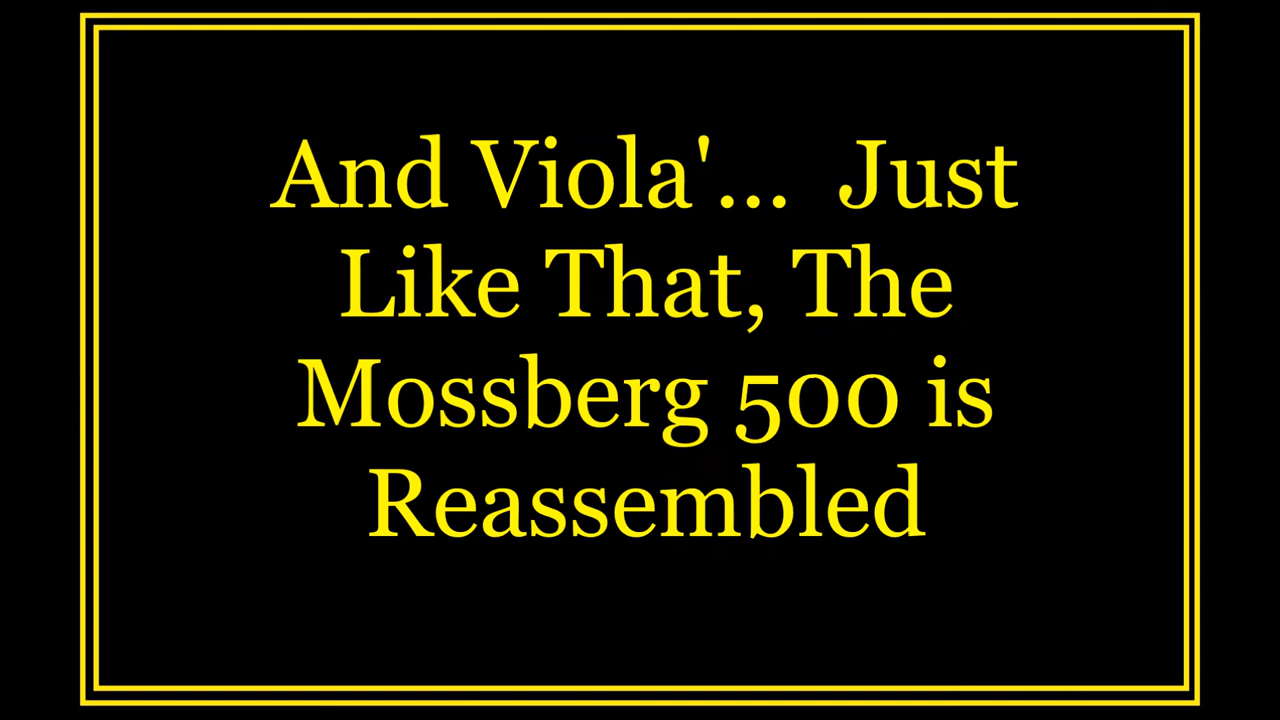 And Viola'...  Just
Like That, The
Mossberg 500 is
Reassembled